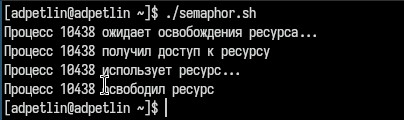 [adpetlin@adpetlin ~]$ ./semaphor.sh
Процесс 10438 ожидает освобождения ресурса...
Процесс 10438 получил доступ к ресурсу
Процесс 10438 использует ресурс...
Процесс 10438 освободил ресурс
[adpetlin@adpetlin ~]$